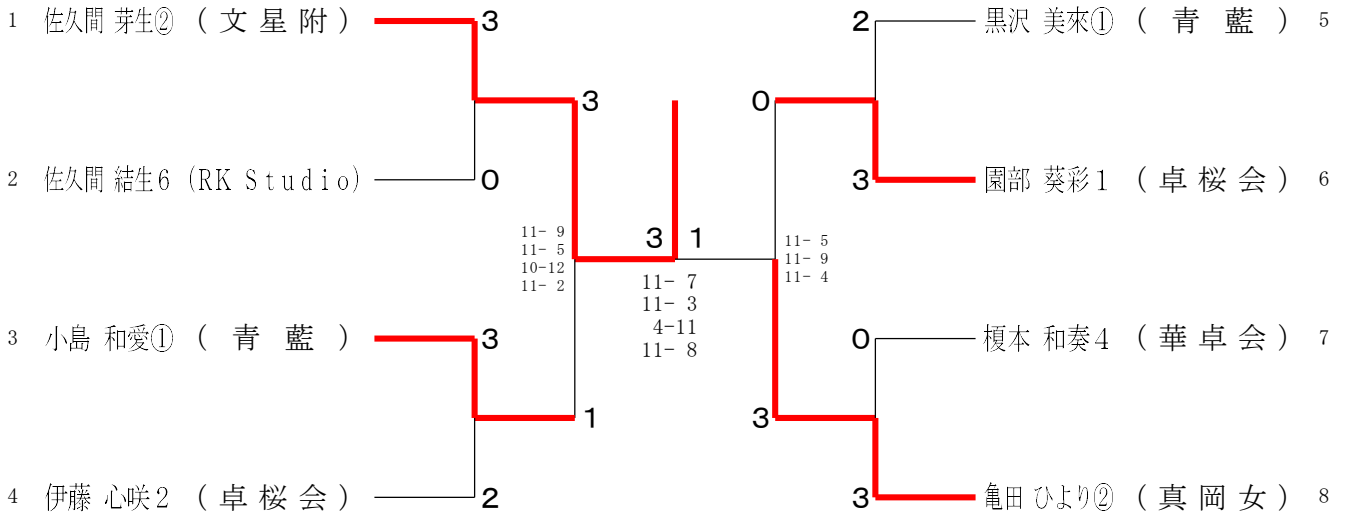 1 佐久間 芽生② (文星附) 3
3
2 佐久間 結生6 (RK Studio) 0
11- 9
11- 5
10-12
11- 2
3 小島 和愛① (青藍) 3
1
4 伊藤 心咲2 (卓桜会) 2
3 1
11- 7
11- 3
4-11
11- 8
2 黒沢 美來① (青藍) 5
0
3 園部 葵彩1 (卓桜会) 6
11- 5
11- 9
11- 4
0 榎本 和奏4 (華卓会) 7
3
3 亀田 ひより② (真岡女) 8